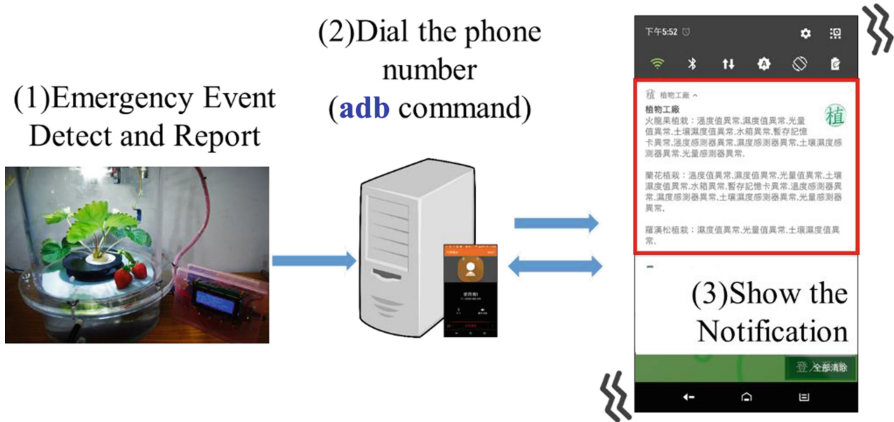 (1)Emergency Event
Detect and Report
(2)Dial the phone
number
(adb command)
下午5:52
植 植物工廠
植物工廠
植
火龍果植栽：溫度值異常.濕度值異常.光量
值異常.土壤濕度值異常.水箱異常.暫存記憶
卡異常.溫度感測器異常.濕度感測器異常.土壤濕度感
測器異常.光量感測器異常.
蘭花植栽：溫度值異常.濕度值異常.光量值異常.土壤
濕度值異常.水箱異常.暫存記憶卡異常.溫度感測器異
常.濕度感測器異常.土壤濕度感測器異常.光量感測器
異常.
羅漢松植栽：濕度值異常.光量值異常.土壤濕度值異
常.
(3)Show the
Notification
全部清除